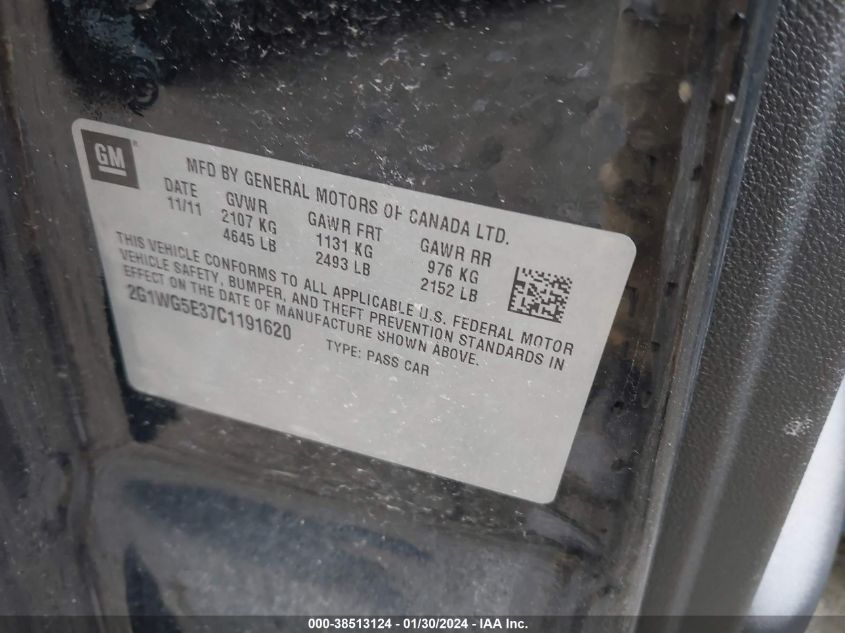 GM
MFD BY GENERAL MOTORS OF CANADA LTD.
DATE GVWR GAWR FRT GAWR RR
11/11 2107 KG 1131 KG 976 KG
4645 LB 2493 LB 2152 LB
THIS VEHICLE CONFORMS TO ALL APPLICABLE U.S. FEDERAL MOTOR
VEHICLE SAFETY, BUMPER, AND THEFT PREVENTION STANDARDS IN
EFFECT ON THE DATE OF MANUFACTURE SHOWN ABOVE.
2G1WG5E37C1191620 TYPE: PASS CAR
000-38513124 - 01/30/2024 - IAA Inc.